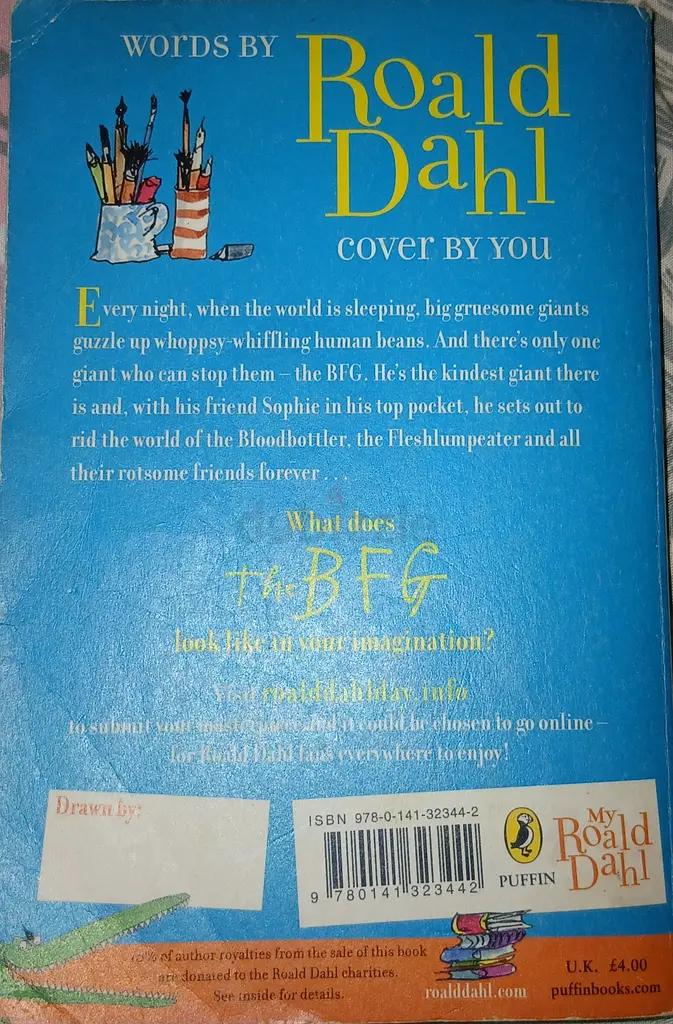 WORDS BY
Roald
Dahl
COVER BY YOU
Every night, when the world is sleeping, big gruesome giants
guzzle up whoppsy-whiffling human beans. And there's only one
giant who can stop them – the BFG. He's the kindest giant there
is and, with his friend Sophie in his top pocket, he sets out to
rid the world of the Bloodbottler, the Fleshlumpeater and all
their rotsome friends forever . . .
What does
the BFG
look like in your imagination?
Visit roalddahlday.info
to submit your masterpiece and it could be chosen to go online –
for Roald Dahl fans everywhere to enjoy!
Drawn by:
ISBN 978-0-141-32344-2
9 780141 323442
PUFFIN
My
Roald
Dahl
10% of author royalties from the sale of this book
are donated to the Roald Dahl charities.
See inside for details.
roalddahl.com
U.K. £4.00
puffinbooks.com